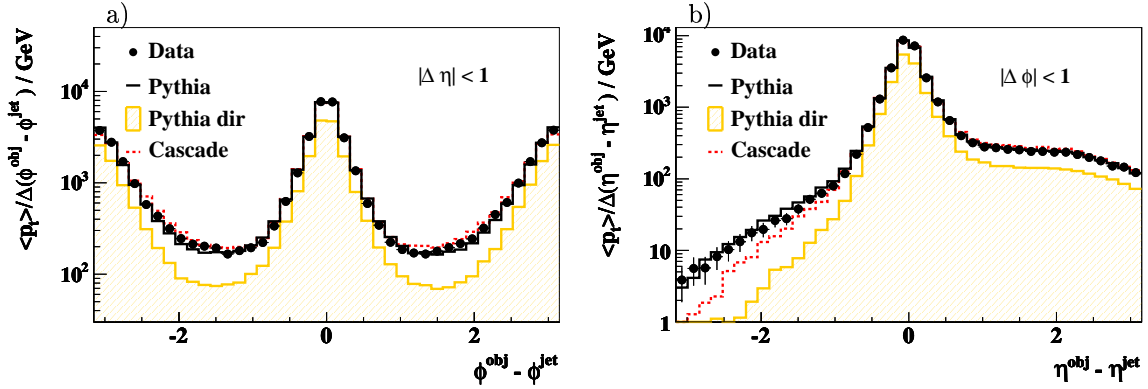 a)
<p_t>/Δ(φ^obj - φ^jet) / GeV
10^4
10^3
10^2
Data
Pythia
Pythia dir
Cascade
|Δ η| < 1
-2
0
2
φ^obj - φ^jet
b)
<p_t>/Δ(η^obj - η^jet) / GeV
10^4
10^3
10^2
10
1
Data
Pythia
Pythia dir
Cascade
|Δ φ| < 1
-2
0
2
η^obj - η^jet